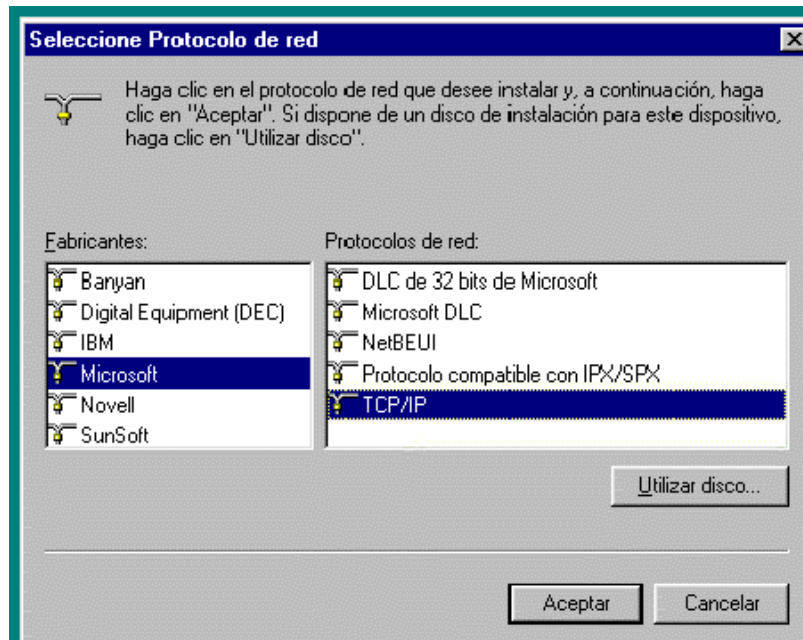 Seleccione Protocolo de red
Haga clic en el protocolo de red que desee instalar y, a continuación, haga
clic en "Aceptar". Si dispone de un disco de instalación para este dispositivo,
haga clic en "Utilizar disco".
Fabricantes:
Banyan
Digital Equipment (DEC)
IBM
Microsoft
Novell
SunSoft
Protocolos de red:
DLC de 32 bits de Microsoft
Microsoft DLC
NetBEUI
Protocolo compatible con IPX/SPX
TCP/IP
Utilizar disco...
Aceptar
Cancelar